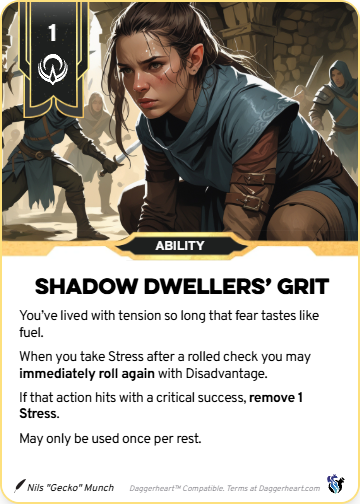 1
ABILITY
SHADOW DWELLERS’ GRIT
You’ve lived with tension so long that fear tastes like
fuel.
When you take Stress after a rolled check you may
immediately roll again with Disadvantage.
If that action hits with a critical success, remove 1
Stress.
May only be used once per rest.
Nils "Gecko" Munch
Daggerheart™ Compatible. Terms at Daggerheart.com